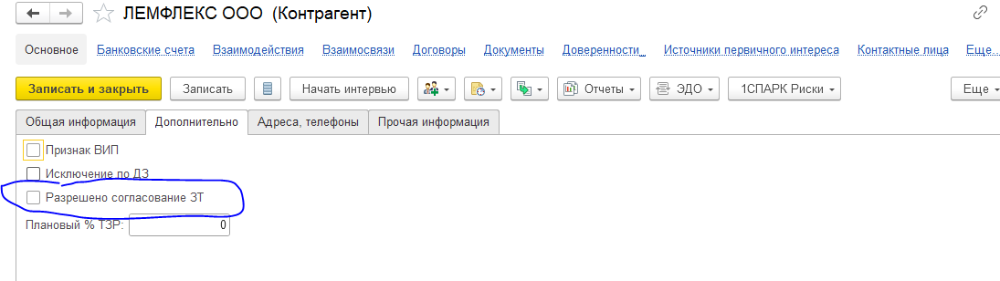 ЛЕМФЛЕКС ООО (Контрагент)
Основное Банковские счета Взаимодействия Взаимосвязи Договоры Документы Доверенности_ Источники первичного интереса Контактные лица Еще...
Записать и закрыть Записать Начать интервью Отчеты ЭДО 1СПАРК Риски Еще
Общая информация Дополнительно Адреса, телефоны Прочая информация
Признак ВИП
Исключение по ДЗ
Разрешено согласование ЗТ
Плановый % ТЗР: 0